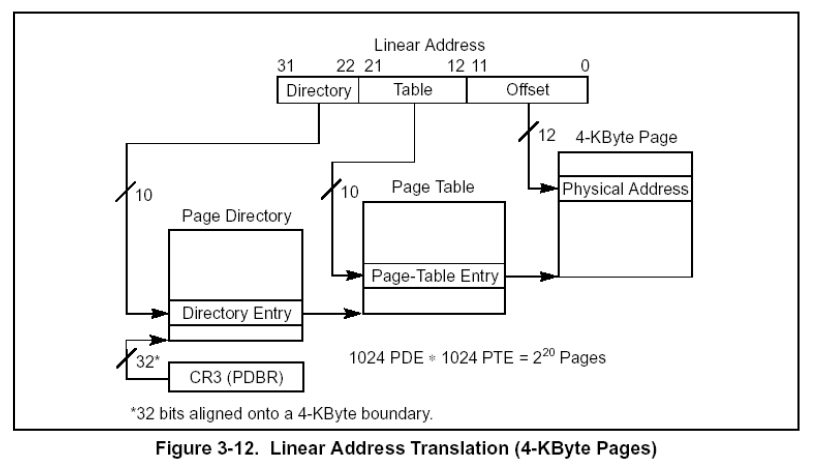 Linear Address
31 22 21 12 11 0
Directory Table Offset
12 4-KByte Page
10 10 Physical Address
Page Table
Page Directory
Page-Table Entry
Directory Entry
32*
1024 PDE * 1024 PTE = 2²⁰ Pages
CR3 (PDBR)
*32 bits aligned onto a 4-KByte boundary.
Figure 3-12. Linear Address Translation (4-KByte Pages)